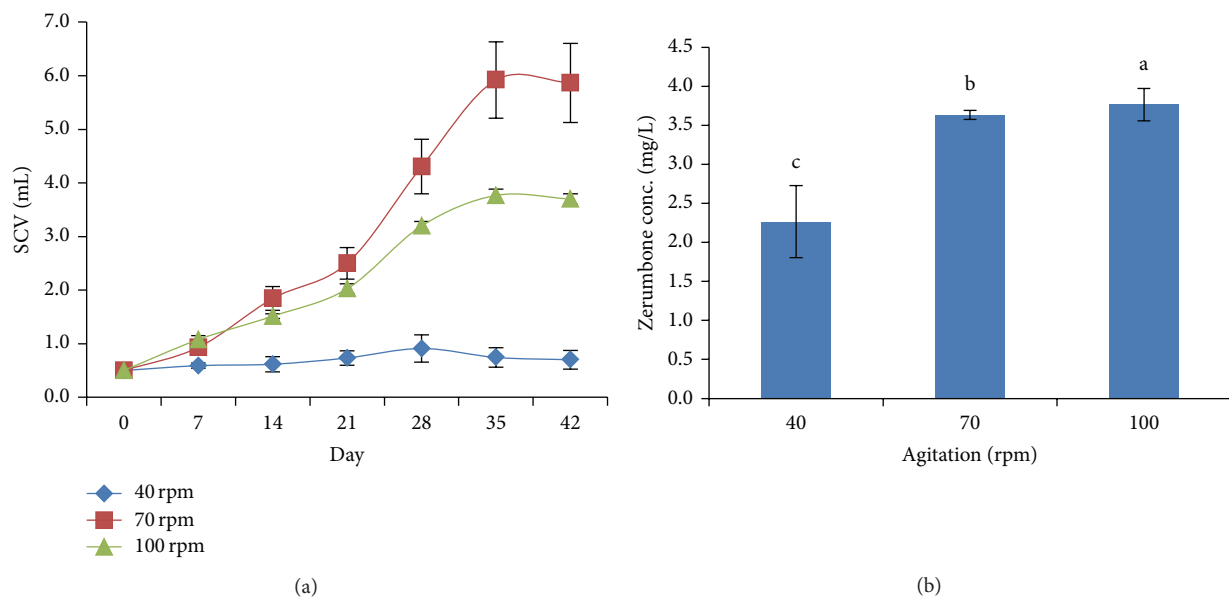 7.0
6.0
5.0
4.0
3.0
2.0
1.0
0.0
SCV (mL)
0 7 14 21 28 35 42
Day
40 rpm
70 rpm
100 rpm
(a)
4.5
4.0
3.5
3.0
2.5
2.0
1.5
1.0
0.5
0.0
Zerumbone conc. (mg/L)
c
b
a
40 70 100
Agitation (rpm)
(b)